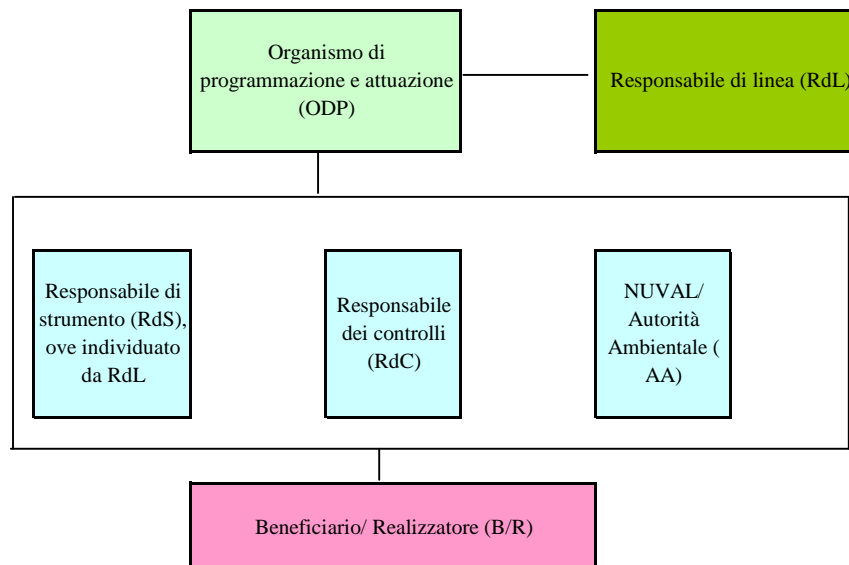 Organismo di
programmazione e attuazione
(ODP)
Responsabile di linea (RdL)
Responsabile di
strumento (RdS),
ove individuato
da RdL
Responsabile
dei controlli
(RdC)
NUVAL/
Autorità
Ambientale (
AA)
Beneficiario/ Realizzatore (B/R)